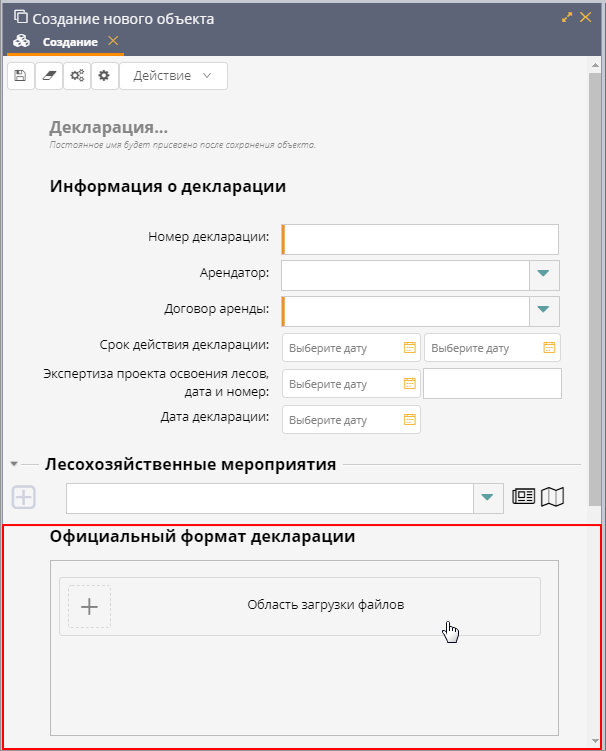 Создание нового объекта
Создание
Действие
Декларация...
Постоянное имя будет присвоено после сохранения объекта.
Информация о декларации
Номер декларации:
Арендатор:
Договор аренды:
Срок действия декларации: Выберите дату Выберите дату
Экспертиза проекта освоения лесов,
дата и номер: Выберите дату
Дата декларации: Выберите дату
Лесохозяйственные мероприятия
Официальный формат декларации
Область загрузки файлов